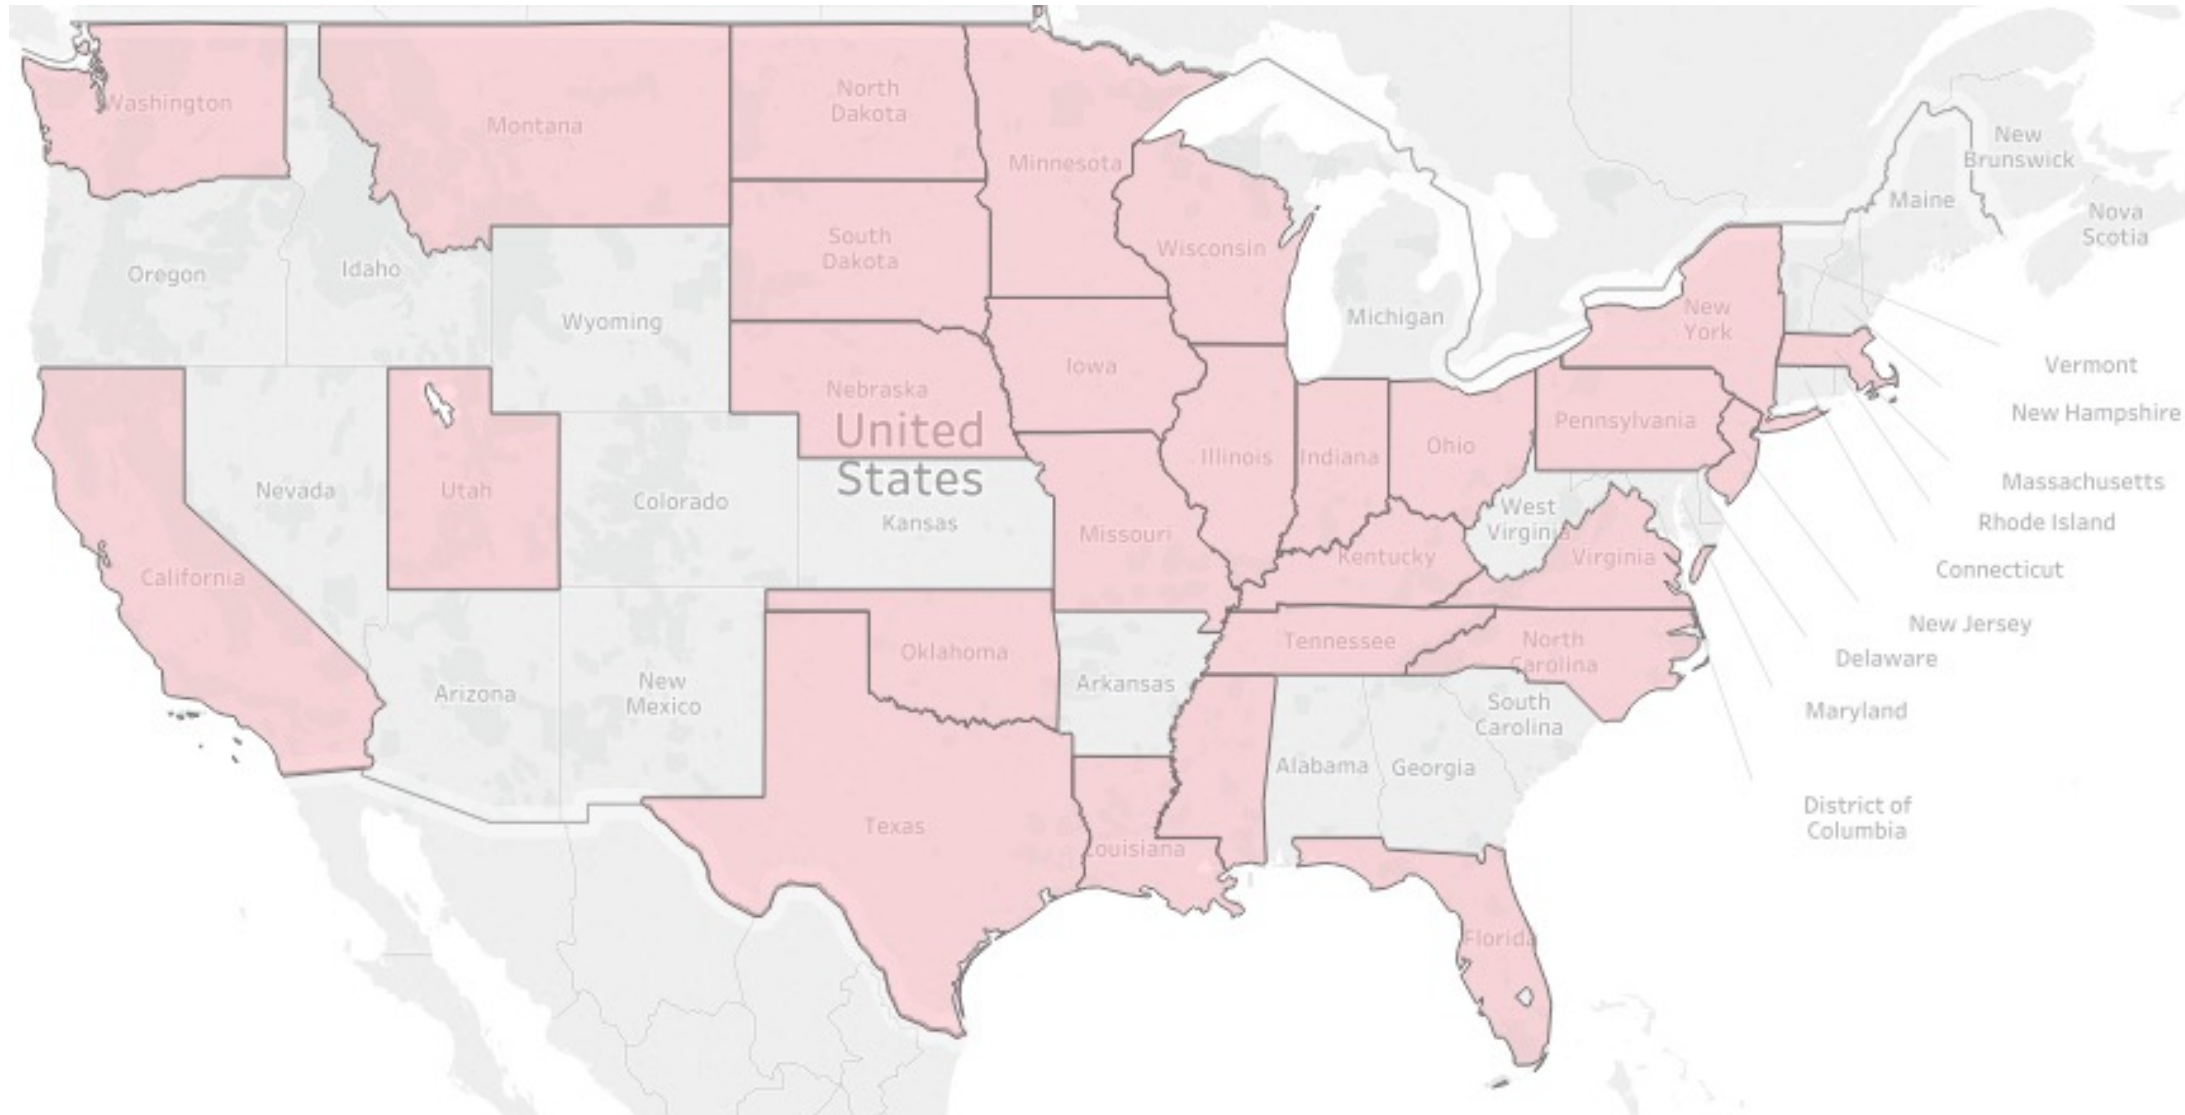 Washington
Montana
North
Dakota
Minnesota
New
Brunswick
Maine
Nova
Scotia
South
Dakota
Wisconsin
Oregon
Idaho
Wyoming
Michigan
New
York
Vermont
Iowa
Nebraska
New Hampshire
United
States
Pennsylvania
Ohio
Illinois
Indiana
Nevada
Utah
Colorado
Massachusetts
Kansas
West
Virginia
Rhode Island
Missouri
Kentucky
Virginia
California
Connecticut
New Jersey
Oklahoma
Tennessee
North
Carolina
Delaware
Arizona
New
Mexico
Arkansas
South
Carolina
Maryland
Alabama
Georgia
District of
Columbia
Texas
Louisiana
Florida